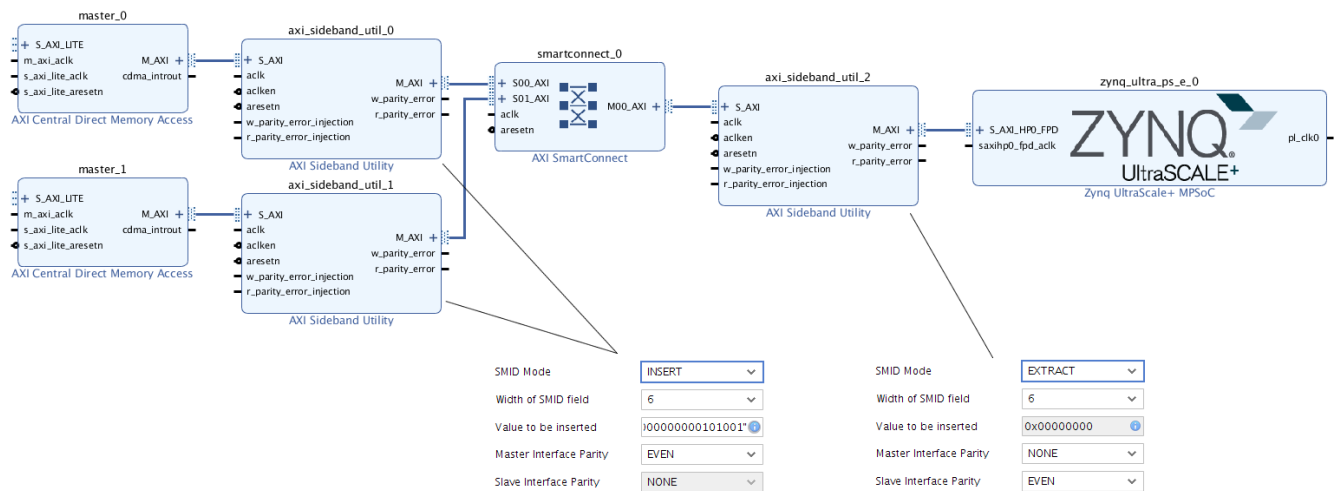 master_0
+ S_AXI_LITE
m_axi_aclk
M_AXI +
s_axi_lite_aclk
cdma_introut
s_axi_lite_aresetn
AXI Central Direct Memory Access
axi_sideband_util_0
+ S_AXI
aclk
M_AXI +
aclken
w_parity_error
aresetn
r_parity_error
w_parity_error_injection
r_parity_error_injection
AXI Sideband Utility
smartconnect_0
+ S00_AXI
+ S01_AXI
M00_AXI +
aclk
aresetn
AXI SmartConnect
axi_sideband_util_2
+ S_AXI
aclk
M_AXI +
aclken
w_parity_error
aresetn
r_parity_error
w_parity_error_injection
r_parity_error_injection
AXI Sideband Utility
zynq_ultra_ps_e_0
+ S_AXI_HP0_FPD
saxihp0_fpd_aclk
ZYNQ
UltraSCALE+
pl_clk0
Zynq UltraScale+ MPSoC
master_1
+ S_AXI_LITE
m_axi_aclk
M_AXI +
s_axi_lite_aclk
cdma_introut
s_axi_lite_aresetn
AXI Central Direct Memory Access
axi_sideband_util_1
+ S_AXI
aclk
M_AXI +
aclken
w_parity_error
aresetn
r_parity_error
w_parity_error_injection
r_parity_error_injection
AXI Sideband Utility
SMID Mode INSERT
Width of SMID field 6
Value to be inserted 00000000101001"
Master Interface Parity EVEN
Slave Interface Parity NONE
SMID Mode EXTRACT
Width of SMID field 6
Value to be inserted 0x00000000
Master Interface Parity NONE
Slave Interface Parity EVEN